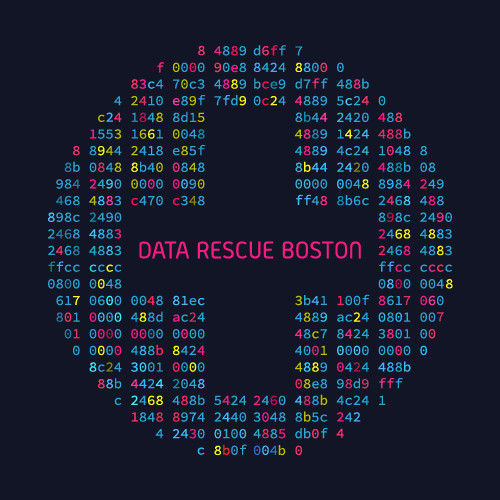 8 4889 d6ff 7
f 0000 90e8 8424 8800 0
83c4 70c3 4889 bce9 d7ff 488b
4 2410 e89f 7fd9 0c24 4889 5c24 0
c24 1848 8d15 8b44 2420 488
1553 1661 0048 4889 1424 488b
8 8944 2418 e85f 4889 4c24 1048 8
8b 0848 8b40 0848 8b44 2420 488b 08
984 2490 0000 0090 0000 0048 8984 249
468 4883 c470 c348 ff48 8b6c 2468 488
898c 2490 898c 2490
2468 4883 2468 4883
2468 4883 DATA RESCUE BOSTON 2468 4883
ffcc cccc ffcc cccc
0800 0048 0800 0048
617 0600 0048 81ec 3b41 100f 8617 060
801 0000 488d ac24 4889 ac24 0801 007
01 0000 0000 0000 48c7 8424 3801 00
0 0000 488b 8424 4001 0000 0000 0
8c24 3001 0000 4889 0424 488b
88b 4424 2048 08e8 98d9 fff
c 2468 488b 5424 2460 488b 4c24 1
1848 8974 2440 3048 8b5c 242
4 2430 0100 4885 db0f 4
c 8b0f 004b 0